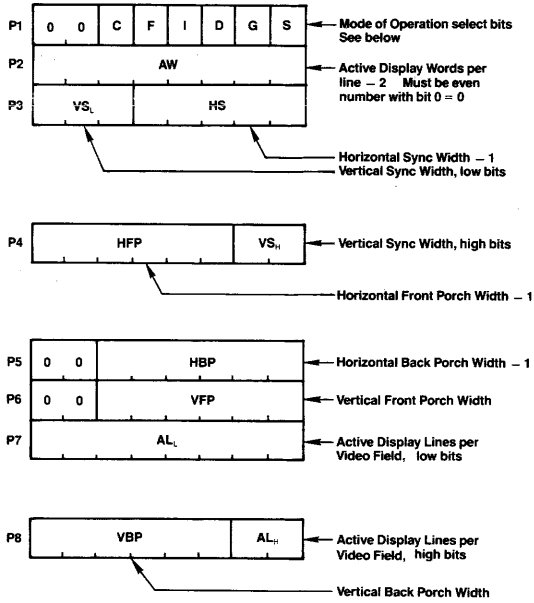 P1 0 0 C F I D G S Mode of Operation select bits
See below
P2 AW Active Display Words per
line – 2 Must be even
number with bit 0 = 0
P3 VSL HS
Horizontal Sync Width – 1
Vertical Sync Width, low bits
P4 HFP VSH Vertical Sync Width, high bits
Horizontal Front Porch Width – 1
P5 0 0 HBP Horizontal Back Porch Width – 1
P6 0 0 VFP Vertical Front Porch Width
P7 ALL Active Display Lines per
Video Field, low bits
P8 VBP ALH Active Display Lines per
Video Field, high bits
Vertical Back Porch Width